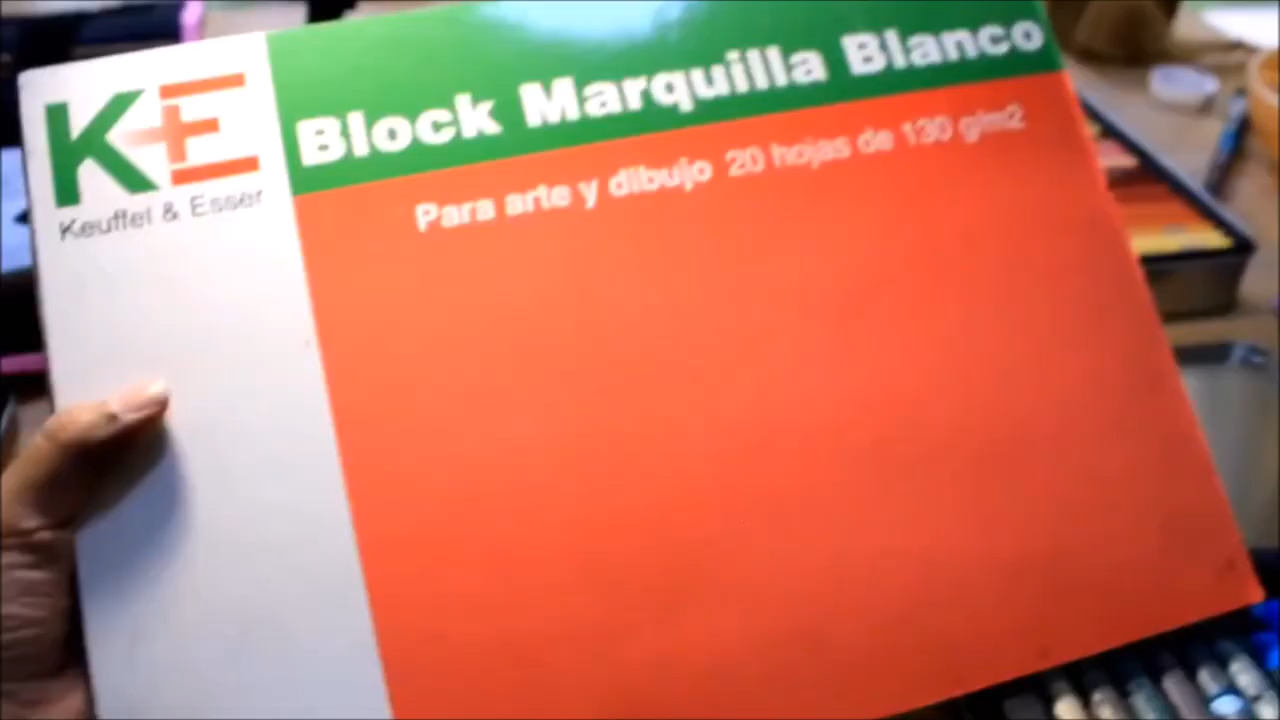 K+E
Keuffel & Esser
Block Marquilla Blanco
Para arte y dibujo 20 hojas de 130 g/m2